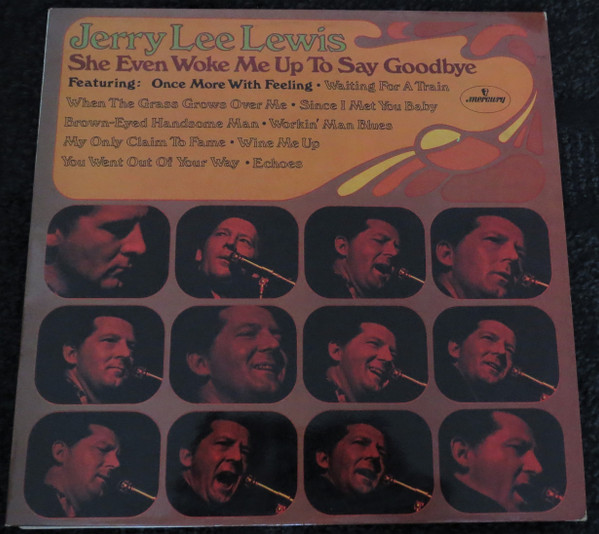 Jerry Lee Lewis
She Even Woke Me Up To Say Goodbye
Featuring: Once More With Feeling • Waiting For A Train
When The Grass Grows Over Me • Since I Met You Baby
Brown-Eyed Handsome Man • Workin' Man Blues
My Only Claim To Fame • Wine Me Up
You Went Out Of Your Way • Echoes
mercury